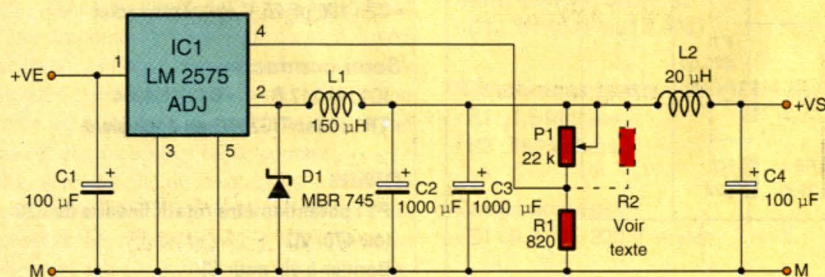 IC1
LM 2575
ADJ
4
L1
L2
20 µH
+VE
1
2
150 µH
+VS
3
5
P1
22 k
C1
100 µF
+
D1
MBR 745
+
C2
1000 µF
+
C3
1000 µF
R1
820
R2
Voir
texte
+
C4
100 µF
M
M